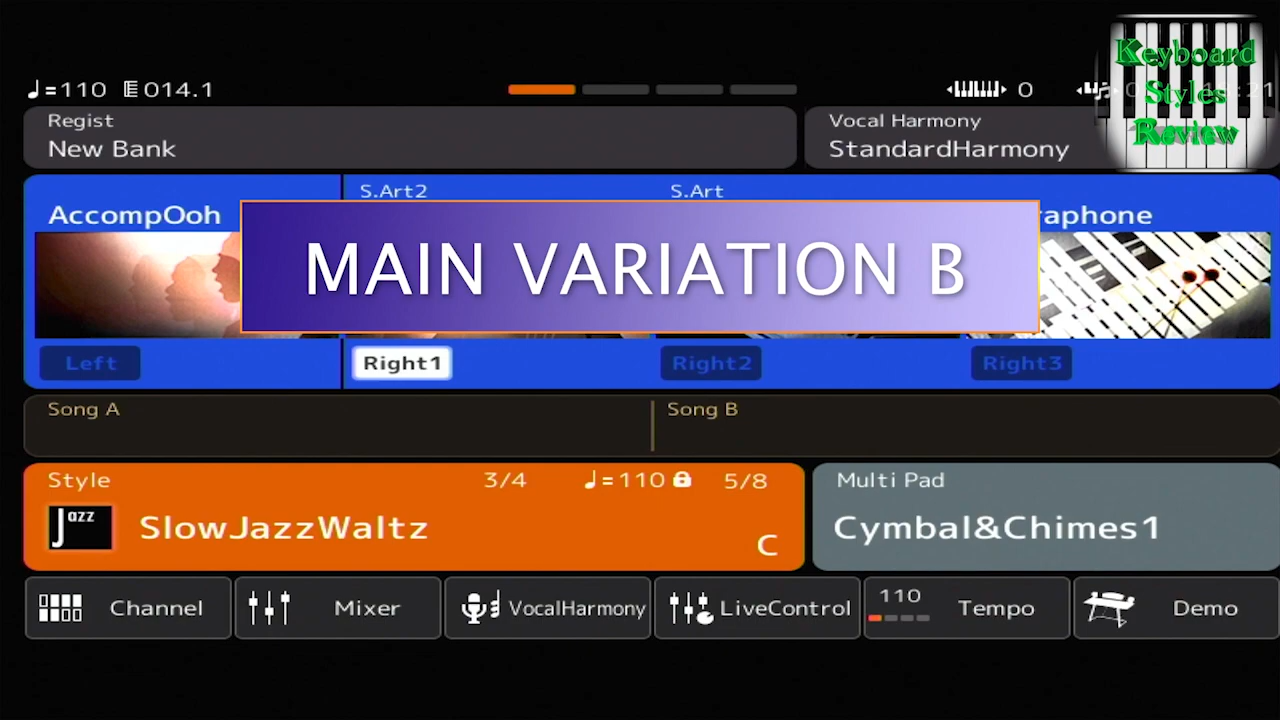 Keyboard
Styles
Review
♩=110 014.1
0
Regist
New Bank
Vocal Harmony
StandardHarmony
AccompOoh
S.Art2
S.Art
raphone
MAIN VARIATION B
Left
Right1
Right2
Right3
Song A
Song B
Style
3/4
♩=110
5/8
Jazz
SlowJazzWaltz
C
Multi Pad
Cymbal&Chimes1
Channel
Mixer
VocalHarmony
LiveControl
110
Tempo
Demo